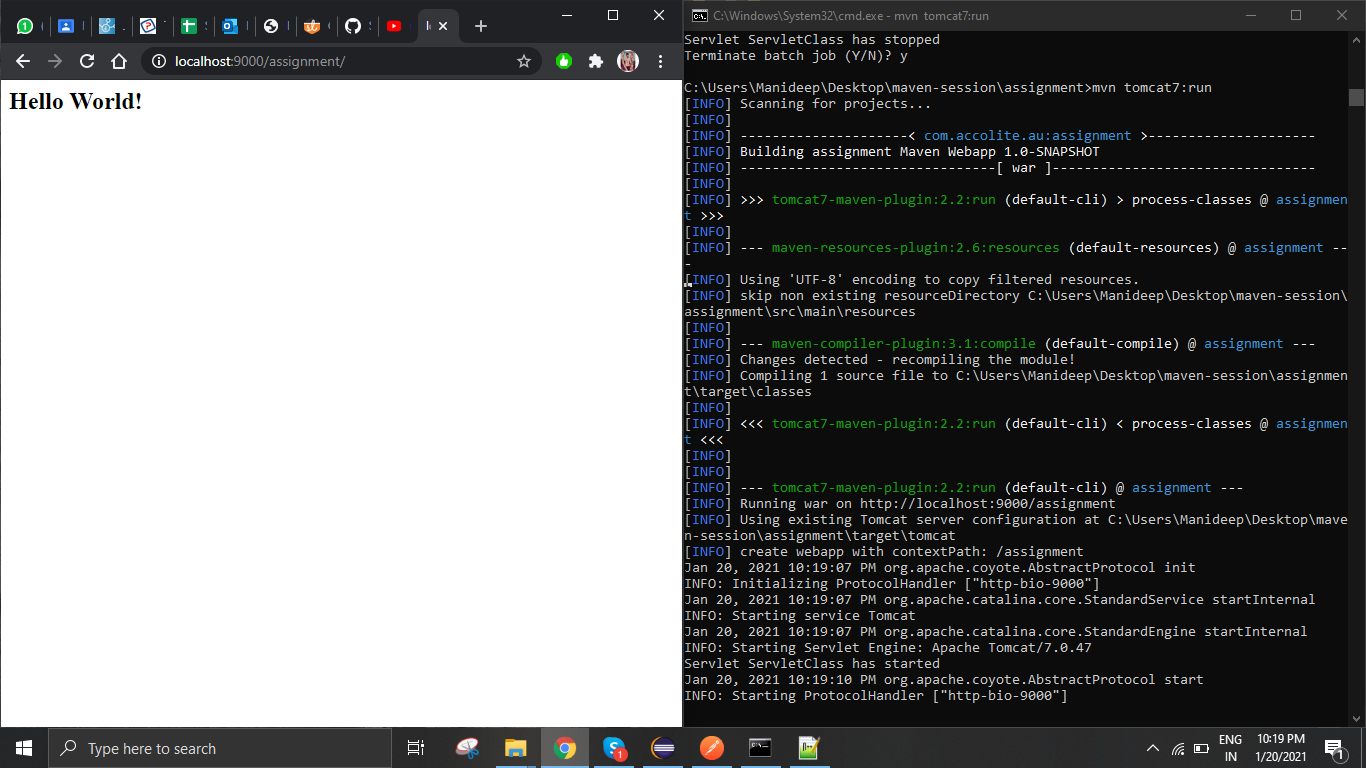 localhost:9000/assignment/
Hello World!
C:\Windows\System32\cmd.exe - mvn tomcat7:run
Servlet ServletClass has stopped
Terminate batch job (Y/N)? y
C:\Users\Manideep\Desktop\maven-session\assignment>mvn tomcat7:run
[INFO] Scanning for projects...
[INFO]
[INFO] ---------------------< com.accolite.au:assignment >---------------------
[INFO] Building assignment Maven Webapp 1.0-SNAPSHOT
[INFO] --------------------------------[ war ]---------------------------------
[INFO]
[INFO] >>> tomcat7-maven-plugin:2.2:run (default-cli) > process-classes @ assignmen
t >>>
[INFO]
[INFO] --- maven-resources-plugin:2.6:resources (default-resources) @ assignment --
-
[INFO] Using 'UTF-8' encoding to copy filtered resources.
[INFO] skip non existing resourceDirectory C:\Users\Manideep\Desktop\maven-session\
assignment\src\main\resources
[INFO]
[INFO] --- maven-compiler-plugin:3.1:compile (default-compile) @ assignment ---
[INFO] Changes detected - recompiling the module!
[INFO] Compiling 1 source file to C:\Users\Manideep\Desktop\maven-session\assignmen
t\target\classes
[INFO]
[INFO] <<< tomcat7-maven-plugin:2.2:run (default-cli) < process-classes @ assignmen
t <<<
[INFO]
[INFO]
[INFO] --- tomcat7-maven-plugin:2.2:run (default-cli) @ assignment ---
[INFO] Running war on http://localhost:9000/assignment
[INFO] Using existing Tomcat server configuration at C:\Users\Manideep\Desktop\mave
n-session\assignment\target\tomcat
[INFO] create webapp with contextPath: /assignment
Jan 20, 2021 10:19:07 PM org.apache.coyote.AbstractProtocol init
INFO: Initializing ProtocolHandler ["http-bio-9000"]
Jan 20, 2021 10:19:07 PM org.apache.catalina.core.StandardService startInternal
INFO: Starting service Tomcat
Jan 20, 2021 10:19:07 PM org.apache.catalina.core.StandardEngine startInternal
INFO: Starting Servlet Engine: Apache Tomcat/7.0.47
Servlet ServletClass has started
Jan 20, 2021 10:19:10 PM org.apache.coyote.AbstractProtocol start
INFO: Starting ProtocolHandler ["http-bio-9000"]
Type here to search
1
ENG
IN
10:19 PM
1/20/2021
1